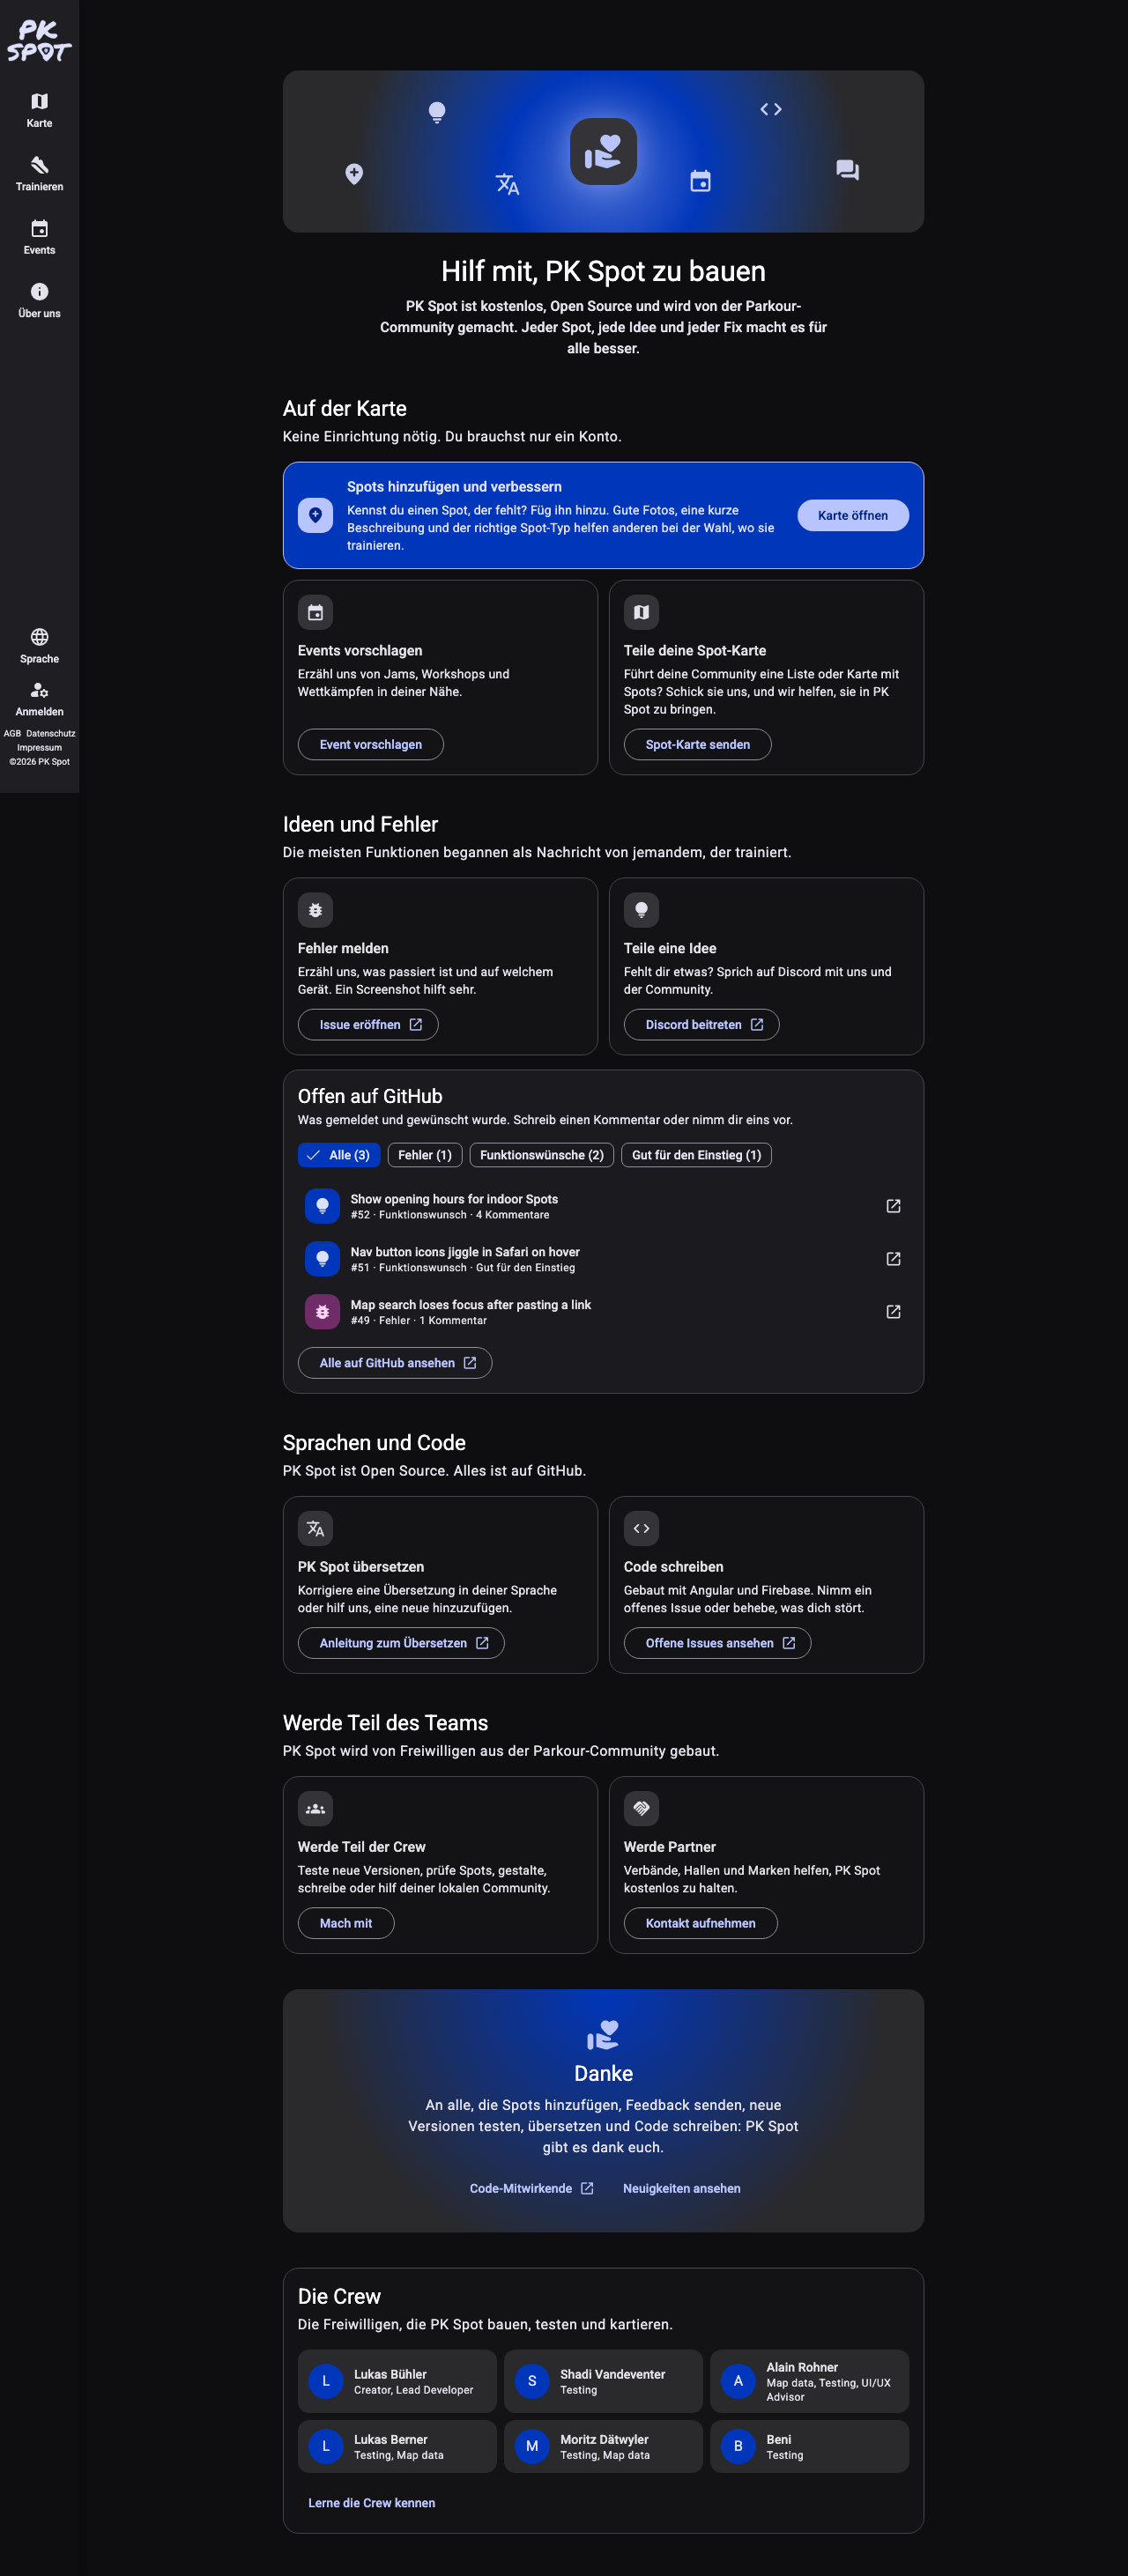 PK
SPOT
Karte
Trainieren
Events
Über uns
Sprache
Anmelden
AGB Datenschutz
Impressum
©2026 PK Spot
Hilf mit, PK Spot zu bauen
PK Spot ist kostenlos, Open Source und wird von der Parkour-
Community gemacht. Jeder Spot, jede Idee und jeder Fix macht es für
alle besser.
Auf der Karte
Keine Einrichtung nötig. Du brauchst nur ein Konto.
Spots hinzufügen und verbessern
Kennst du einen Spot, der fehlt? Füg ihn hinzu. Gute Fotos, eine kurze
Beschreibung und der richtige Spot-Typ helfen anderen bei der Wahl, wo sie
trainieren.
Karte öffnen
Events vorschlagen
Erzähl uns von Jams, Workshops und
Wettkämpfen in deiner Nähe.
Event vorschlagen
Teile deine Spot-Karte
Führt deine Community eine Liste oder Karte mit
Spots? Schick sie uns, und wir helfen, sie in PK
Spot zu bringen.
Spot-Karte senden
Ideen und Fehler
Die meisten Funktionen begannen als Nachricht von jemandem, der trainiert.
Fehler melden
Erzähl uns, was passiert ist und auf welchem
Gerät. Ein Screenshot hilft sehr.
Issue eröffnen
Teile eine Idee
Fehlt dir etwas? Sprich auf Discord mit uns und
der Community.
Discord beitreten
Offen auf GitHub
Was gemeldet und gewünscht wurde. Schreib einen Kommentar oder nimm dir eins vor.
Alle (3)
Fehler (1)
Funktionswünsche (2)
Gut für den Einstieg (1)
Show opening hours for indoor Spots
#52 · Funktionswunsch · 4 Kommentare
Nav button icons jiggle in Safari on hover
#51 · Funktionswunsch · Gut für den Einstieg
Map search loses focus after pasting a link
#49 · Fehler · 1 Kommentar
Alle auf GitHub ansehen
Sprachen und Code
PK Spot ist Open Source. Alles ist auf GitHub.
PK Spot übersetzen
Korrigiere eine Übersetzung in deiner Sprache
oder hilf uns, eine neue hinzuzufügen.
Anleitung zum Übersetzen
Code schreiben
Gebaut mit Angular und Firebase. Nimm ein
offenes Issue oder behebe, was dich stört.
Offene Issues ansehen
Werde Teil des Teams
PK Spot wird von Freiwilligen aus der Parkour-Community gebaut.
Werde Teil der Crew
Teste neue Versionen, prüfe Spots, gestalte,
schreibe oder hilf deiner lokalen Community.
Mach mit
Werde Partner
Verbände, Hallen und Marken helfen, PK Spot
kostenlos zu halten.
Kontakt aufnehmen
Danke
An alle, die Spots hinzufügen, Feedback senden, neue
Versionen testen, übersetzen und Code schreiben: PK Spot
gibt es dank euch.
Code-Mitwirkende
Neuigkeiten ansehen
Die Crew
Die Freiwilligen, die PK Spot bauen, testen und kartieren.
L
Lukas Bühler
Creator, Lead Developer
S
Shadi Vandeventer
Testing
A
Alain Rohner
Map data, Testing, UI/UX
Advisor
L
Lukas Berner
Testing, Map data
M
Moritz Dätwyler
Testing, Map data
B
Beni
Testing
Lerne die Crew kennen